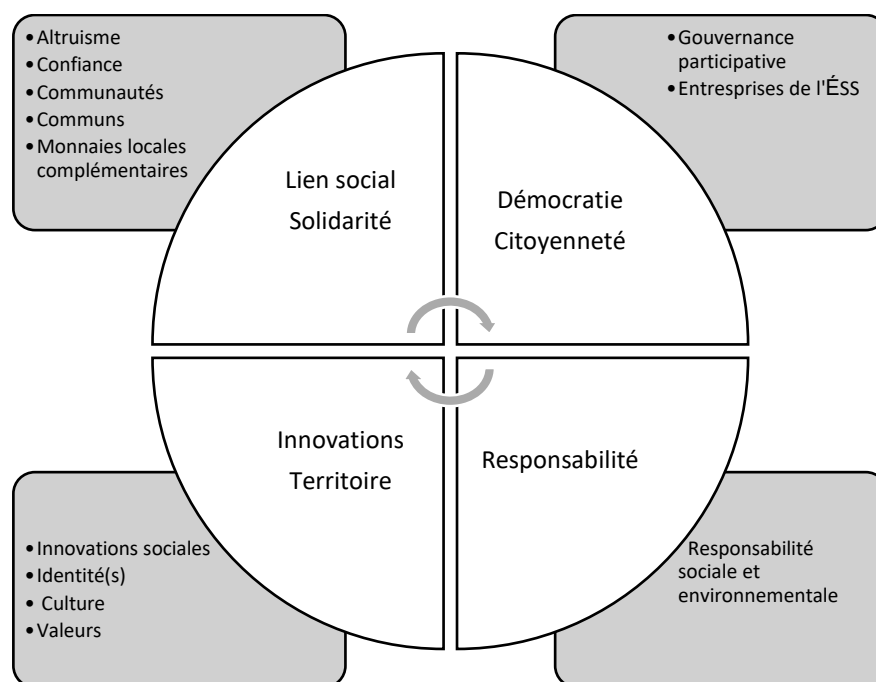 •Altruisme
•Confiance
•Communautés
•Communs
•Monnaies locales
complémentaires
•Gouvernance
participative
•Entresprises de l'ÉSS
Lien social
Solidarité
Démocratie
Citoyenneté
Innovations
Territoire
Responsabilité
•Innovations sociales
•Identité(s)
• Culture
•Valeurs
Responsabilité
sociale et
environnementale